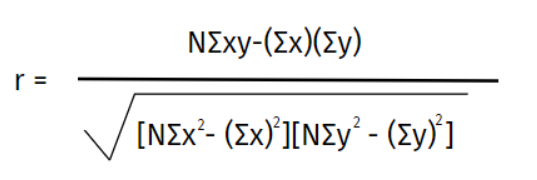 NΣxy-(Σx)(Σy)
r =
√[NΣx²- (Σx)²][NΣy² - (Σy)²]